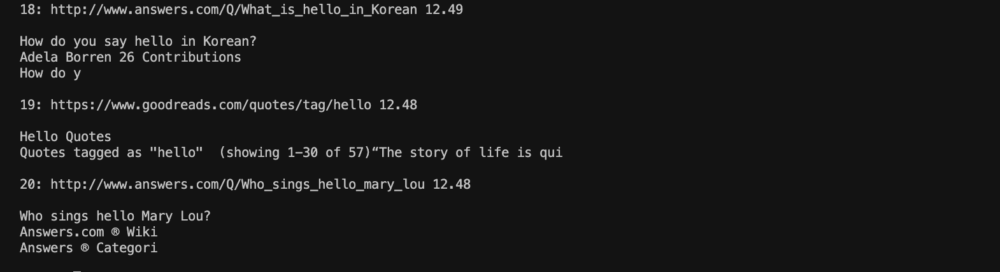 18: http://www.answers.com/Q/What_is_hello_in_Korean 12.49
How do you say hello in Korean?
Adela Borren 26 Contributions
How do y
19: https://www.goodreads.com/quotes/tag/hello 12.48
Hello Quotes
Quotes tagged as "hello"  (showing 1-30 of 57)“The story of life is qui
20: http://www.answers.com/Q/Who_sings_hello_mary_lou 12.48
Who sings hello Mary Lou?
Answers.com ® Wiki
Answers ® Categori